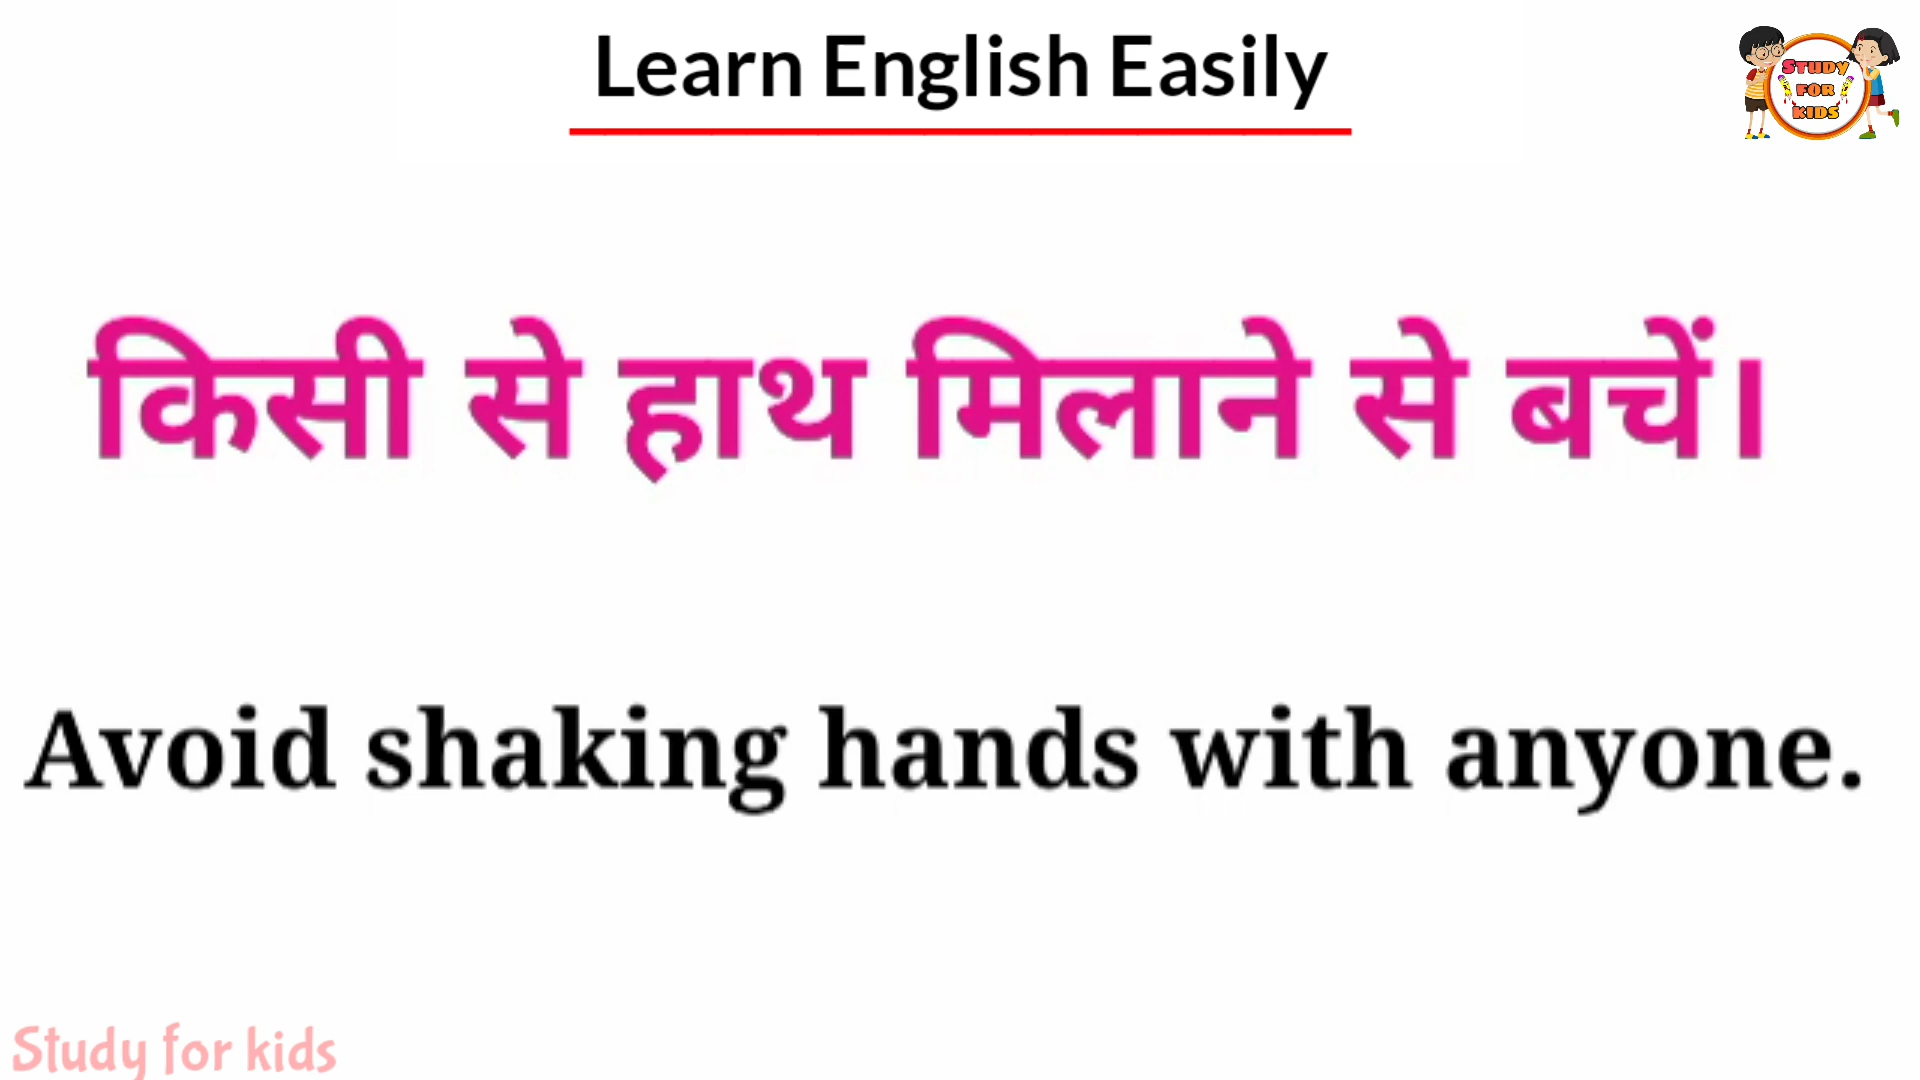 Learn English Easily
STUDY
FOR
KIDS
किसी से हाथ मिलाने से बचें।
Avoid shaking hands with anyone.
Study for kids